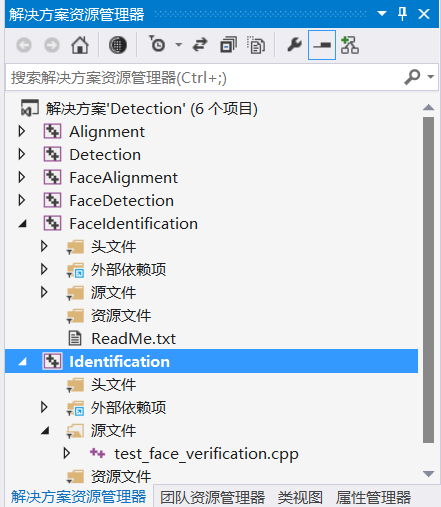 解决方案资源管理器
搜索解决方案资源管理器(Ctrl+;)
解决方案'Detection' (6 个项目)
Alignment
Detection
FaceAlignment
FaceDetection
FaceIdentification
头文件
外部依赖项
源文件
资源文件
ReadMe.txt
Identification
头文件
外部依赖项
源文件
test_face_verification.cpp
资源文件
解决方案资源管理器 团队资源管理器 类视图 属性管理器